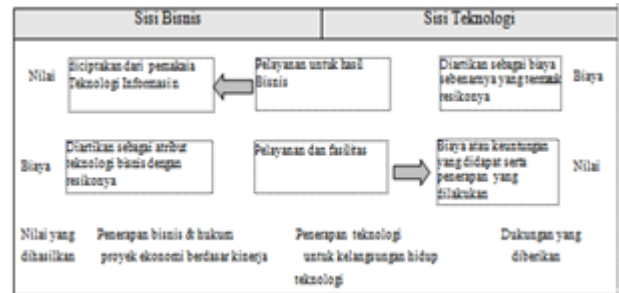 Sisi Bisnis
Sisi Teknologi
Nilai
diciptakan dari pemakaia
Teknologi Informasin
Pelayanan untuk hasil
Bisnis
Diartikan sebagai biaya
sebenarnya yang termask
resikonya
Biaya
Biaya
Diartikan sebagai atribut
teknologi bisnis dengan
resikonya
Pelayanan dan fasilitas
Biaya atau keuntungan
yang didapat serta
penerapan yang
dilakukan
Nilai
Nilai yang
dihasilkan
Penerapan bisnis & hukum
proyek ekonomi berdasar kinerja
Penerapan teknologi
untuk kelangsungan hidup
teknologi
Dukungan yang
diberikan